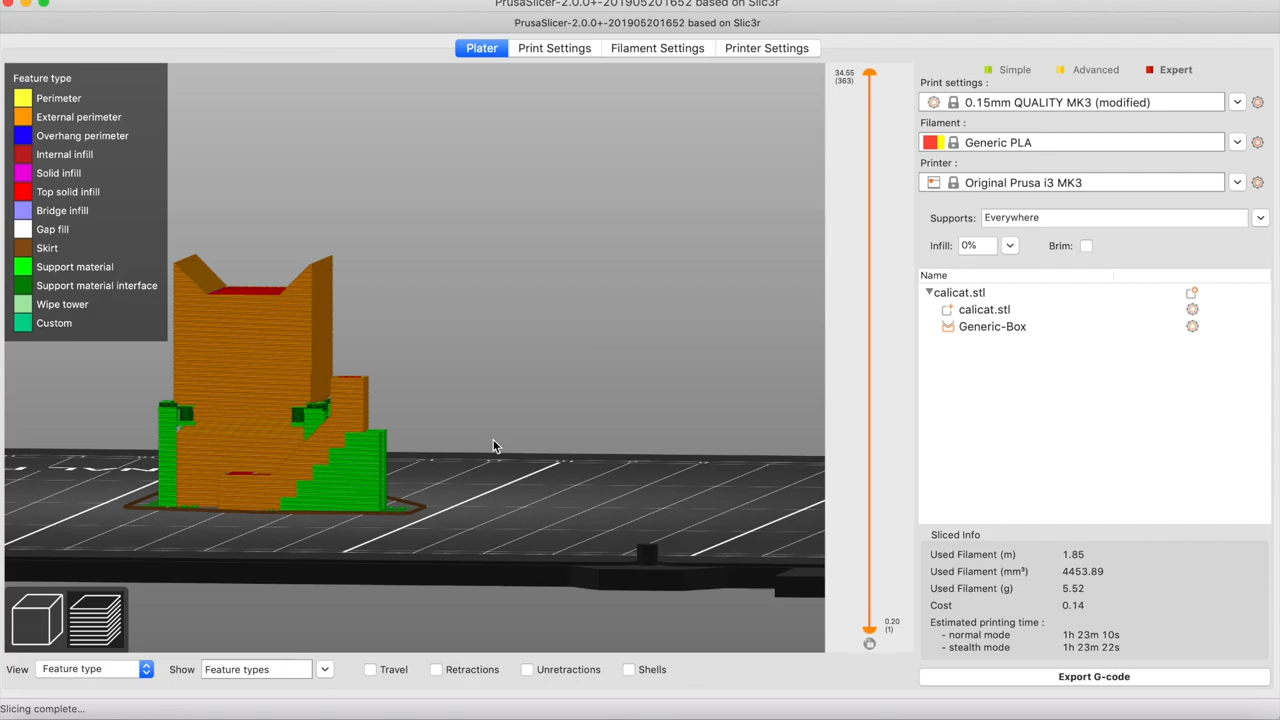 PrusaSlicer-2.0.0+-201905201652 based on Slic3r
PrusaSlicer-2.0.0+-201905201652 based on Slic3r
Plater Print Settings Filament Settings Printer Settings
Feature type
Perimeter
External perimeter
Overhang perimeter
Internal infill
Solid infill
Top solid infill
Bridge infill
Gap fill
Skirt
Support material
Support material interface
Wipe tower
Custom
34.55
(363)
0.20
(1)
Simple Advanced Expert
Print settings :
0.15mm QUALITY MK3 (modified)
Filament :
Generic PLA
Printer :
Original Prusa i3 MK3
Supports: Everywhere
Infill: 0% Brim:
Name
calicat.stl
calicat.stl
Generic-Box
Sliced Info
Used Filament (m) 1.85
Used Filament (mm³) 4453.89
Used Filament (g) 5.52
Cost 0.14
Estimated printing time :
- normal mode 1h 23m 10s
- stealth mode 1h 23m 22s
Export G-code
View Feature type Show Feature types Travel Retractions Unretractions Shells
Slicing complete...